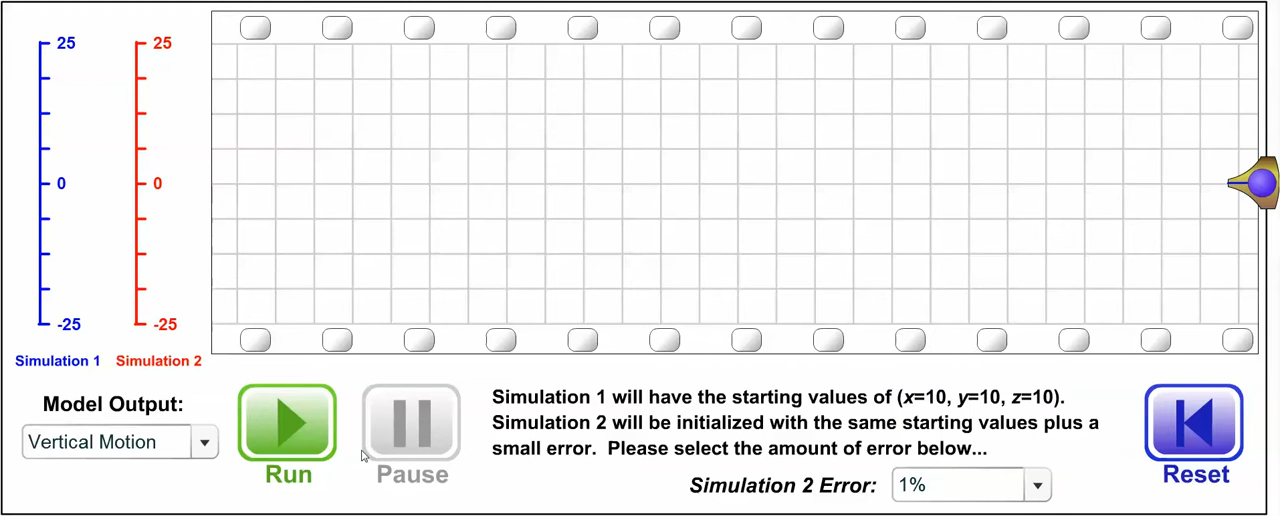 25
25
0
0
-25
-25
Simulation 1
Simulation 2
Model Output:
Vertical Motion
Run
Pause
Simulation 1 will have the starting values of (x=10, y=10, z=10).
Simulation 2 will be initialized with the same starting values plus a
small error.  Please select the amount of error below...
Simulation 2 Error:
1%
Reset